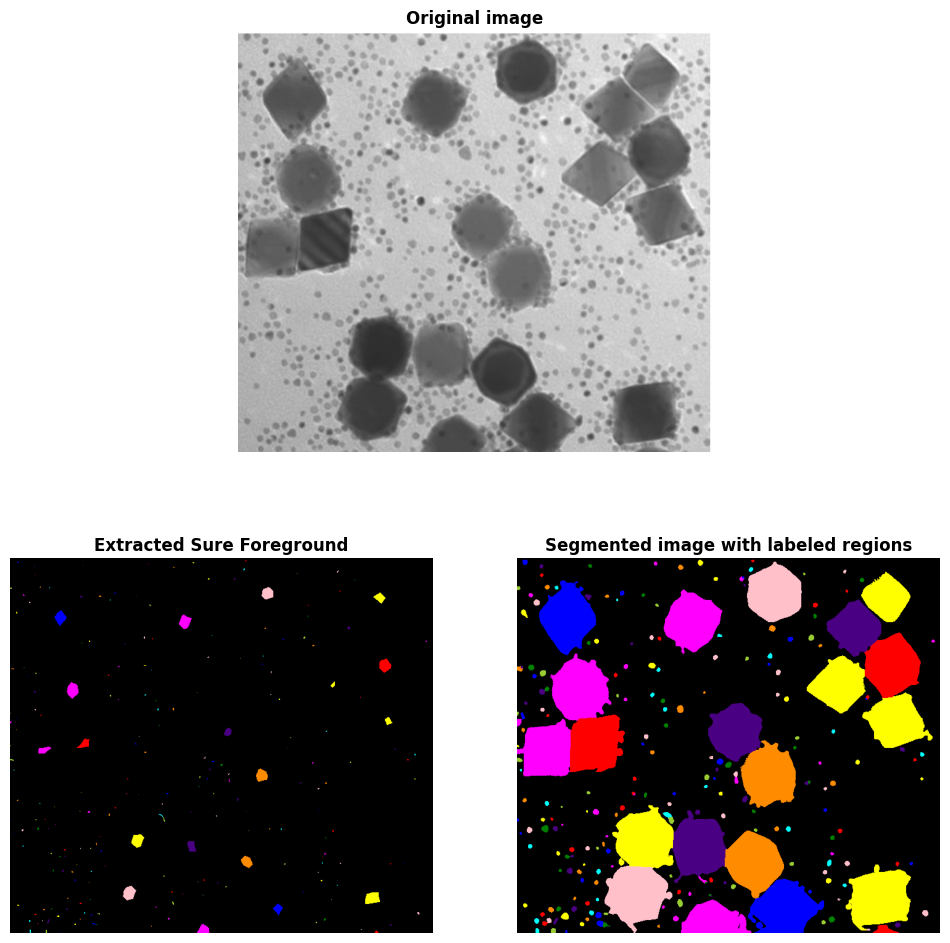 Original image
Extracted Sure Foreground
Segmented image with labeled regions